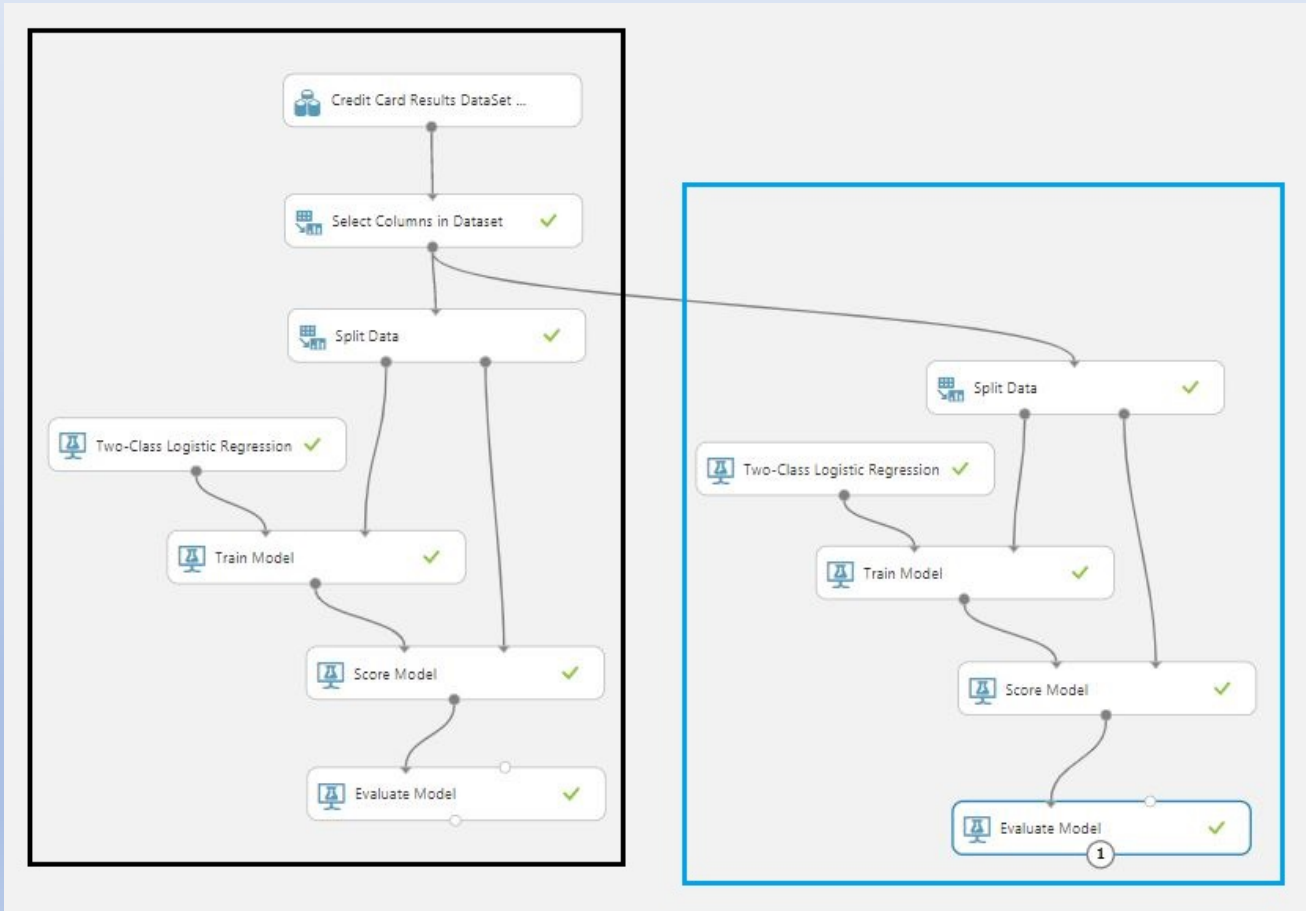 Credit Card Results DataSet ...
Select Columns in Dataset
Split Data
Two-Class Logistic Regression
Train Model
Score Model
Evaluate Model
Split Data
Two-Class Logistic Regression
Train Model
Score Model
Evaluate Model
1